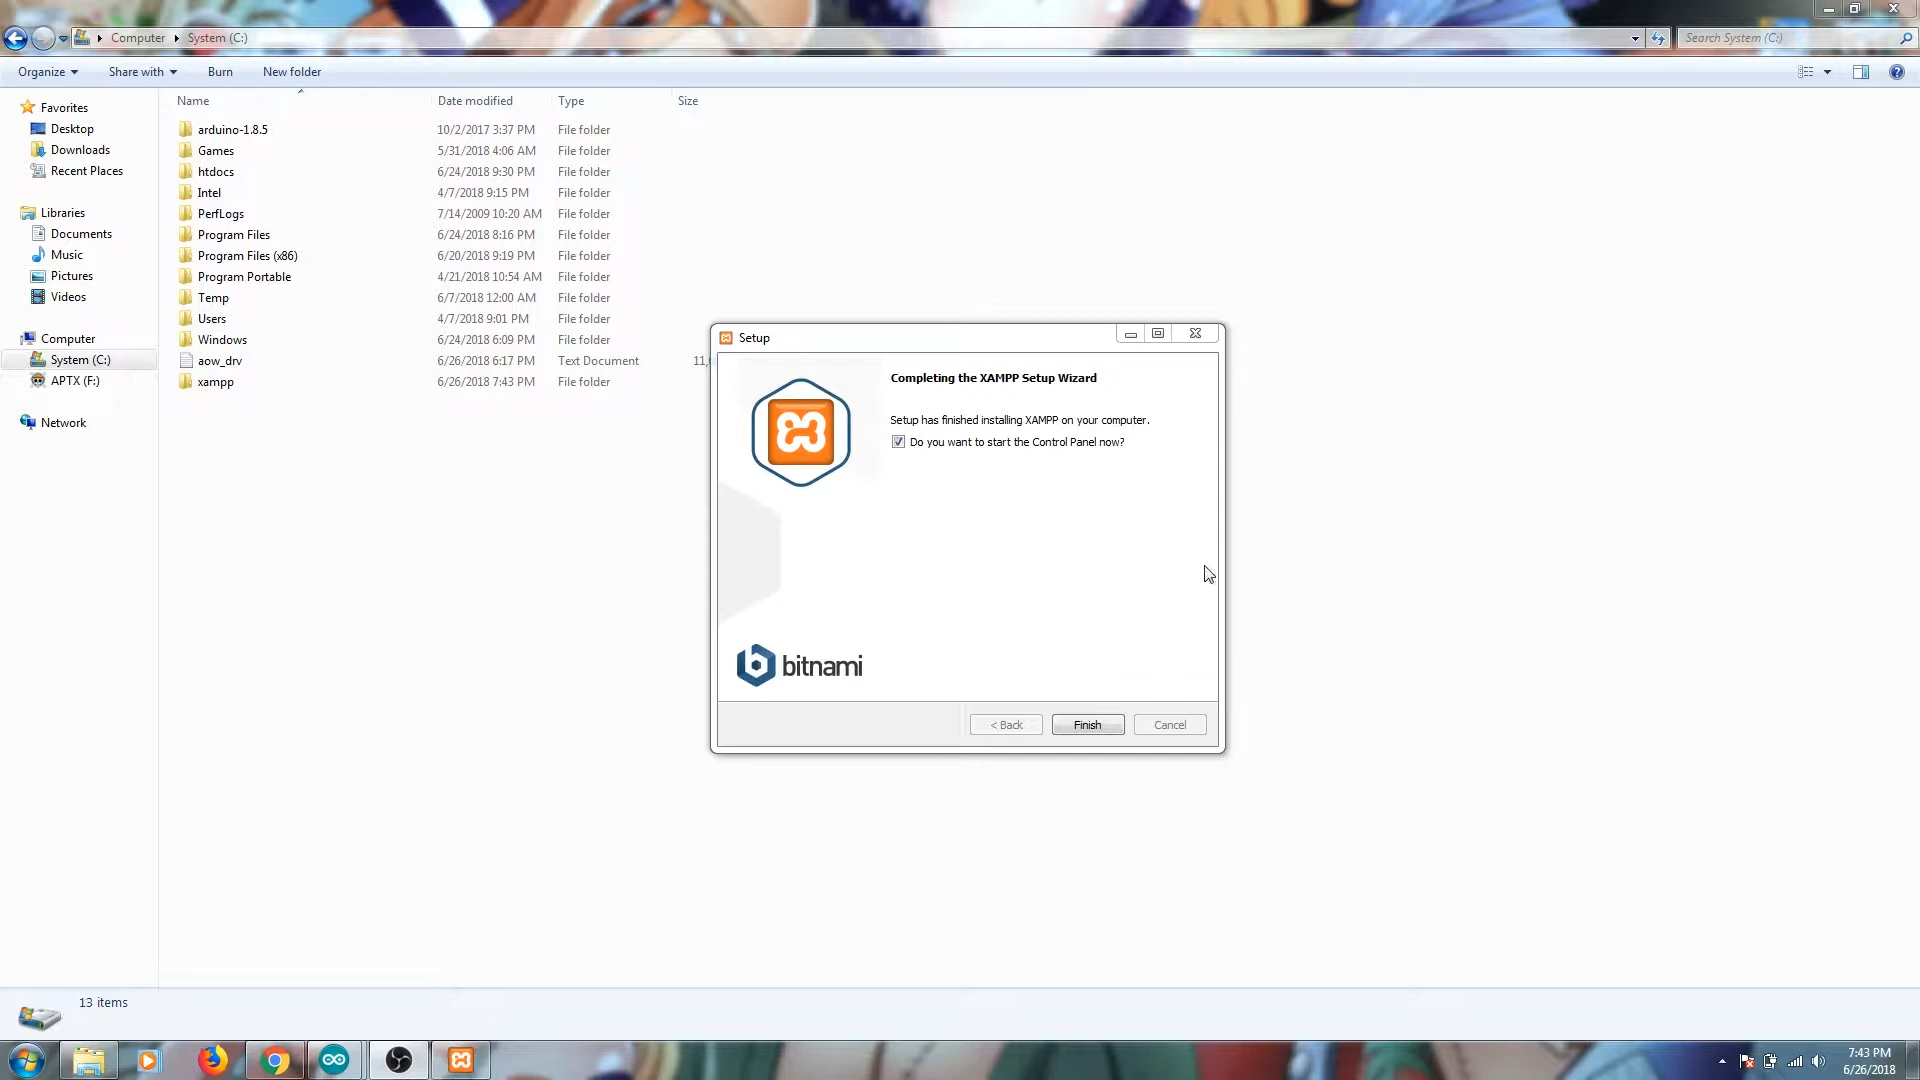 Computer System (C:)
Search System (C:)
Organize Share with Burn New folder
Name Date modified Type Size
Favorites
Desktop
Downloads
Recent Places
Libraries
Documents
Music
Pictures
Videos
Computer
System (C:)
APTX (F:)
Network
arduino-1.8.5 10/2/2017 3:37 PM File folder
Games 5/31/2018 4:06 AM File folder
htdocs 6/24/2018 9:30 PM File folder
Intel 4/7/2018 9:15 PM File folder
PerfLogs 7/14/2009 10:20 AM File folder
Program Files 6/24/2018 8:16 PM File folder
Program Files (x86) 6/20/2018 9:19 PM File folder
Program Portable 4/21/2018 10:54 AM File folder
Temp 6/7/2018 12:00 AM File folder
Users 4/7/2018 9:01 PM File folder
Windows 6/24/2018 6:09 PM File folder
aow_drv 6/26/2018 6:17 PM Text Document
xampp 6/26/2018 7:43 PM File folder
Setup
Completing the XAMPP Setup Wizard
Setup has finished installing XAMPP on your computer.
Do you want to start the Control Panel now?
bitnami
< Back Finish Cancel
13 items
7:43 PM
6/26/2018